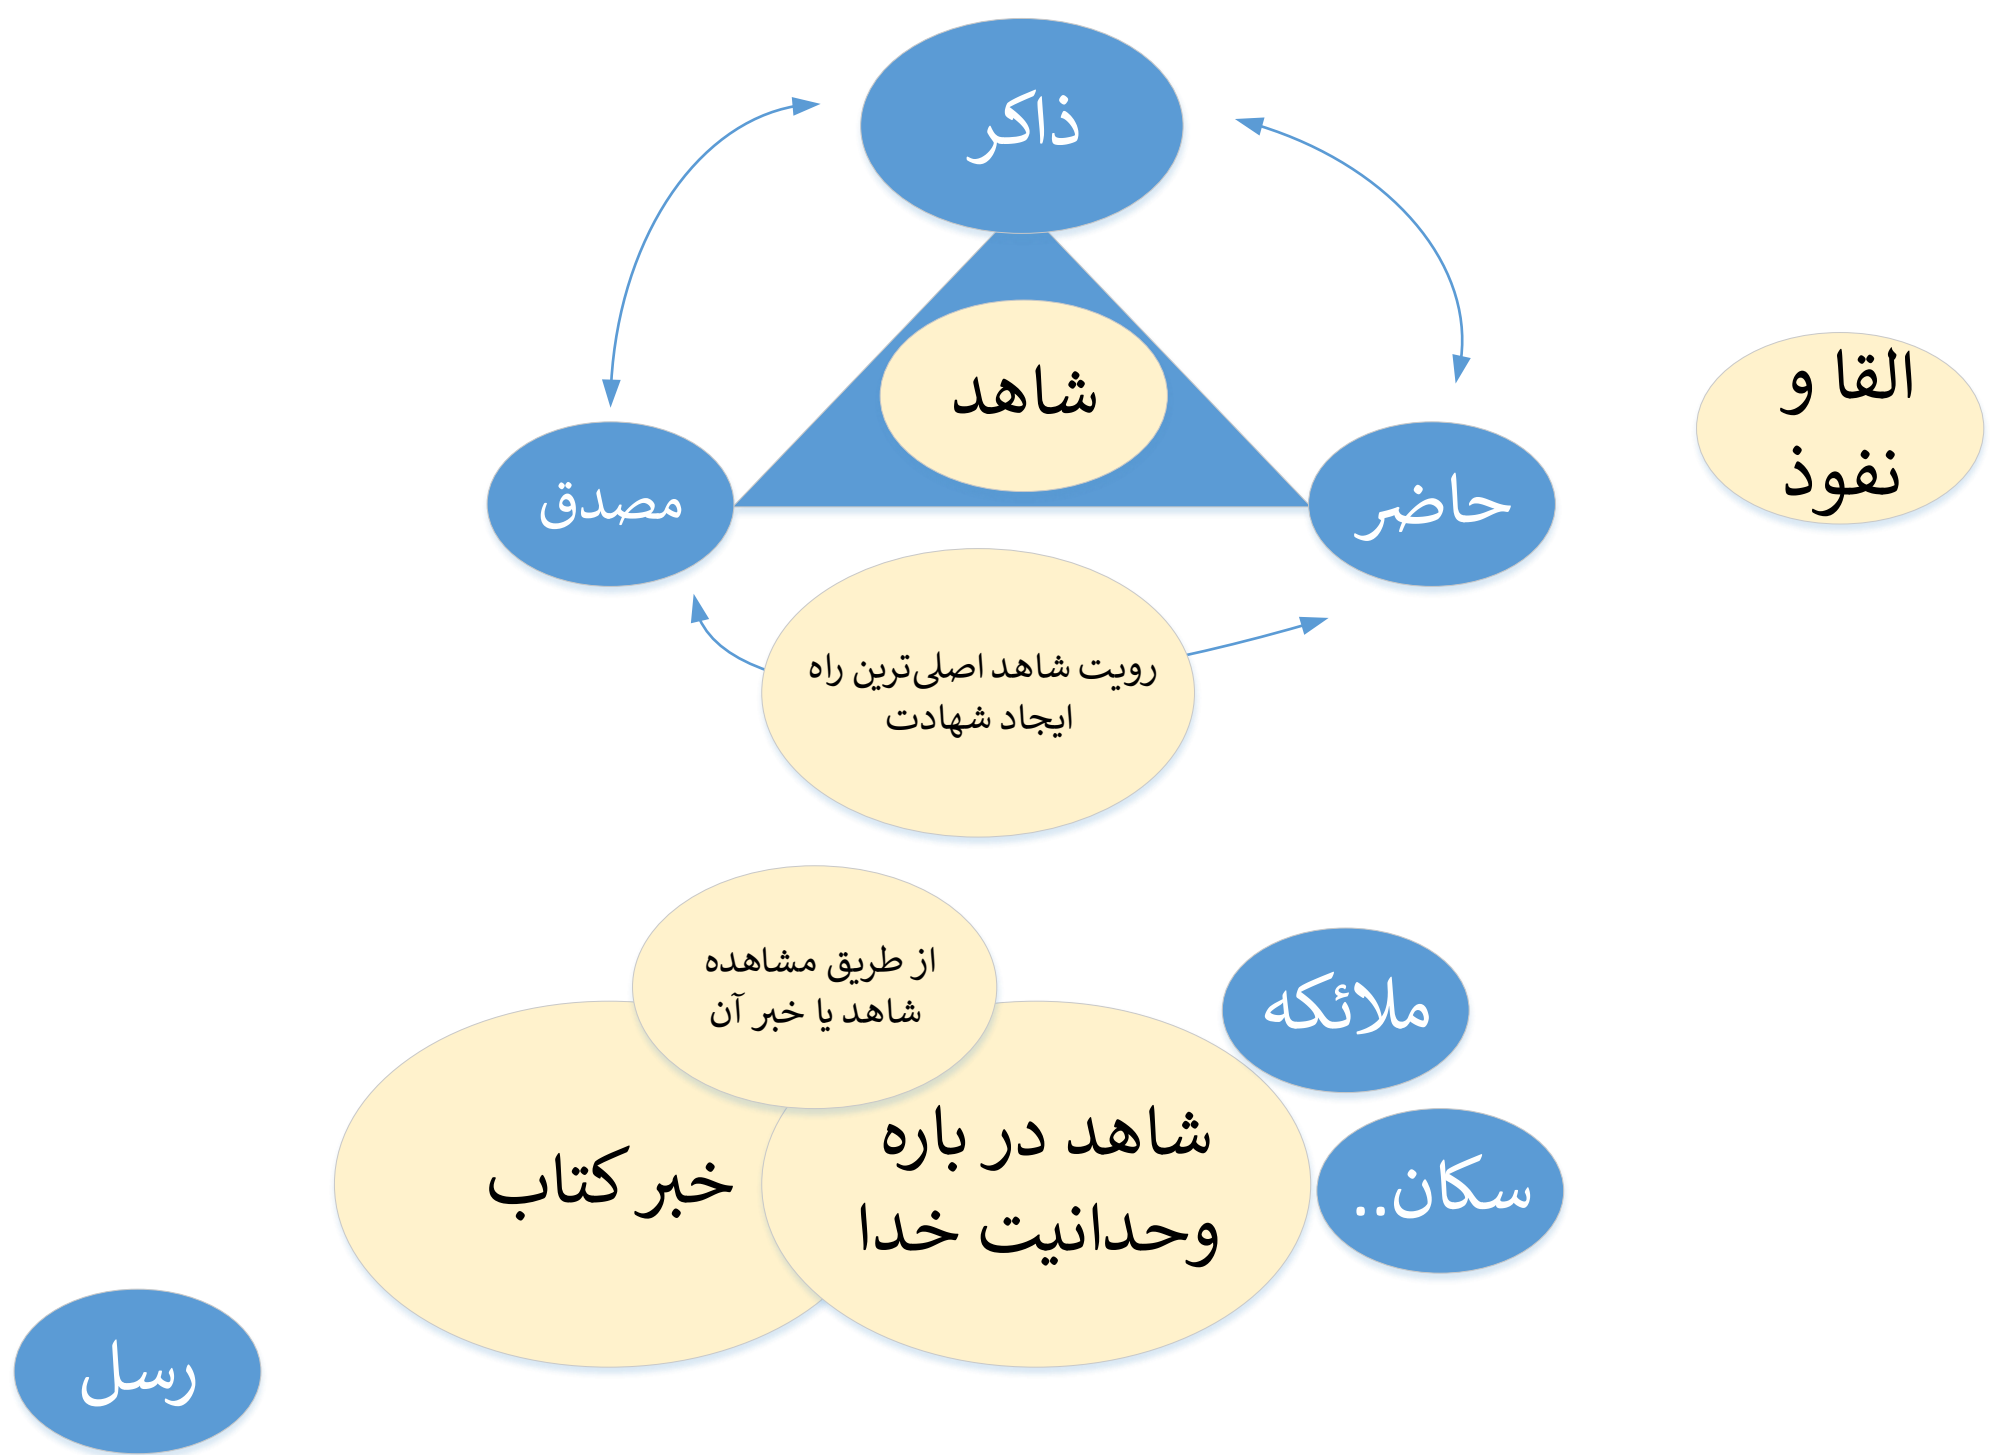 ذاکر
شاهد
القا و
نفوذ
حاضر
مصدق
رویت شاهد اصلی‌ترین راه
ایجاد شهادت
از طریق مشاهده
شاهد یا خبر آن
ملائکه
شاهد در باره
وحدانیت خدا
خبر کتاب
سکان..
رسل